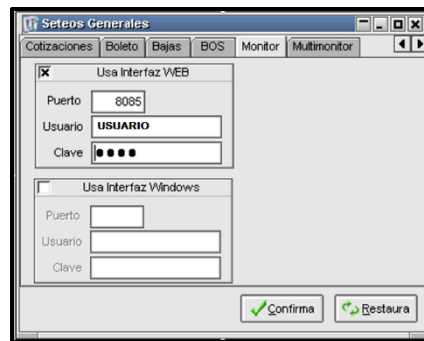 Seteos Generales
Cotizaciones Boleto Bajas BOS Monitor Multimonitor
Usa Interfaz WEB
Puerto 8085
Usuario USUARIO
Clave ●●●●
Usa Interfaz Windows
Puerto
Usuario
Clave
Confirma Restaura